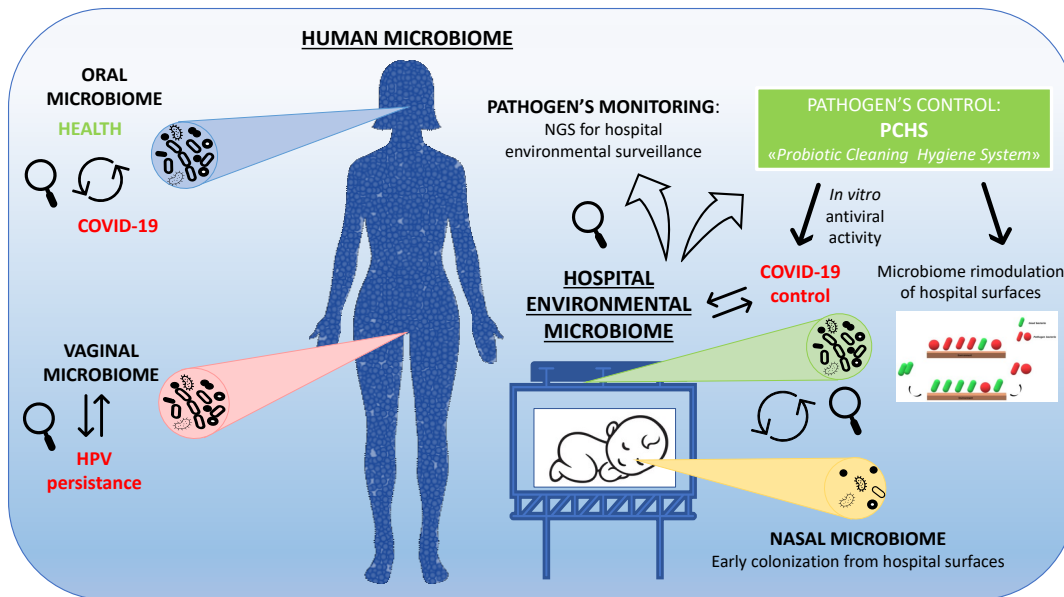 HUMAN MICROBIOME
ORAL
MICROBIOME
HEALTH
COVID-19
VAGINAL
MICROBIOME
HPV
persistance
PATHOGEN'S MONITORING:
NGS for hospital
environmental surveillance
PATHOGEN'S CONTROL:
PCHS
«Probiotic Cleaning Hygiene System»
In vitro
antiviral
activity
HOSPITAL
ENVIRONMENTAL
MICROBIOME
COVID-19
control
Microbiome rimodulation
of hospital surfaces
NASAL MICROBIOME
Early colonization from hospital surfaces